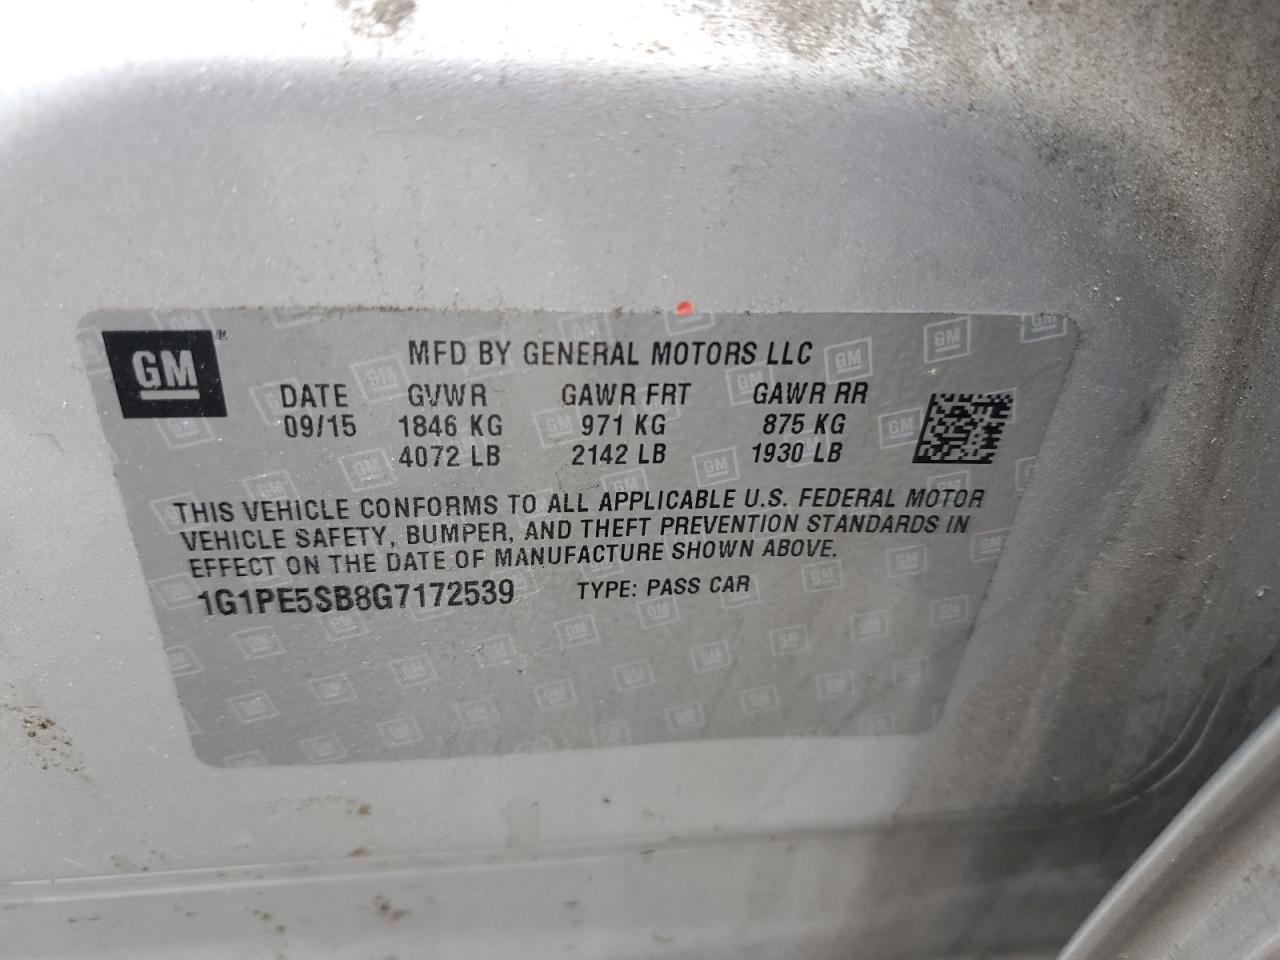 GM
MFD BY GENERAL MOTORS LLC
DATE GVWR GAWR FRT GAWR RR
09/15 1846 KG 971 KG 875 KG
4072 LB 2142 LB 1930 LB
THIS VEHICLE CONFORMS TO ALL APPLICABLE U.S. FEDERAL MOTOR
VEHICLE SAFETY, BUMPER, AND THEFT PREVENTION STANDARDS IN
EFFECT ON THE DATE OF MANUFACTURE SHOWN ABOVE.
1G1PE5SB8G7172539 TYPE: PASS CAR